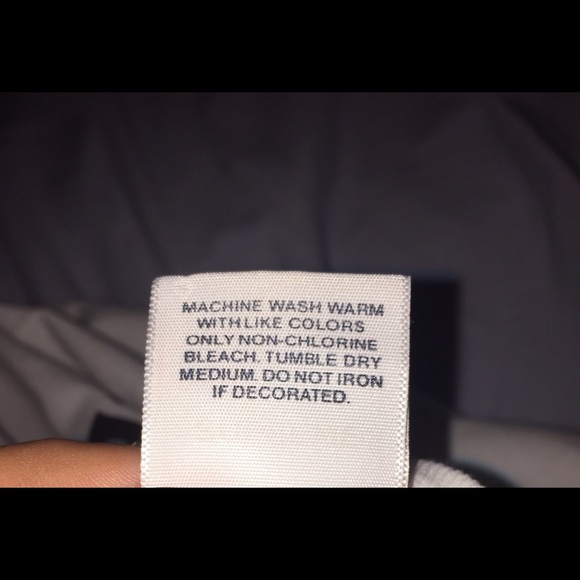 MACHINE WASH WARM
WITH LIKE COLORS
ONLY NON-CHLORINE
BLEACH. TUMBLE DRY
MEDIUM. DO NOT IRON
IF DECORATED.